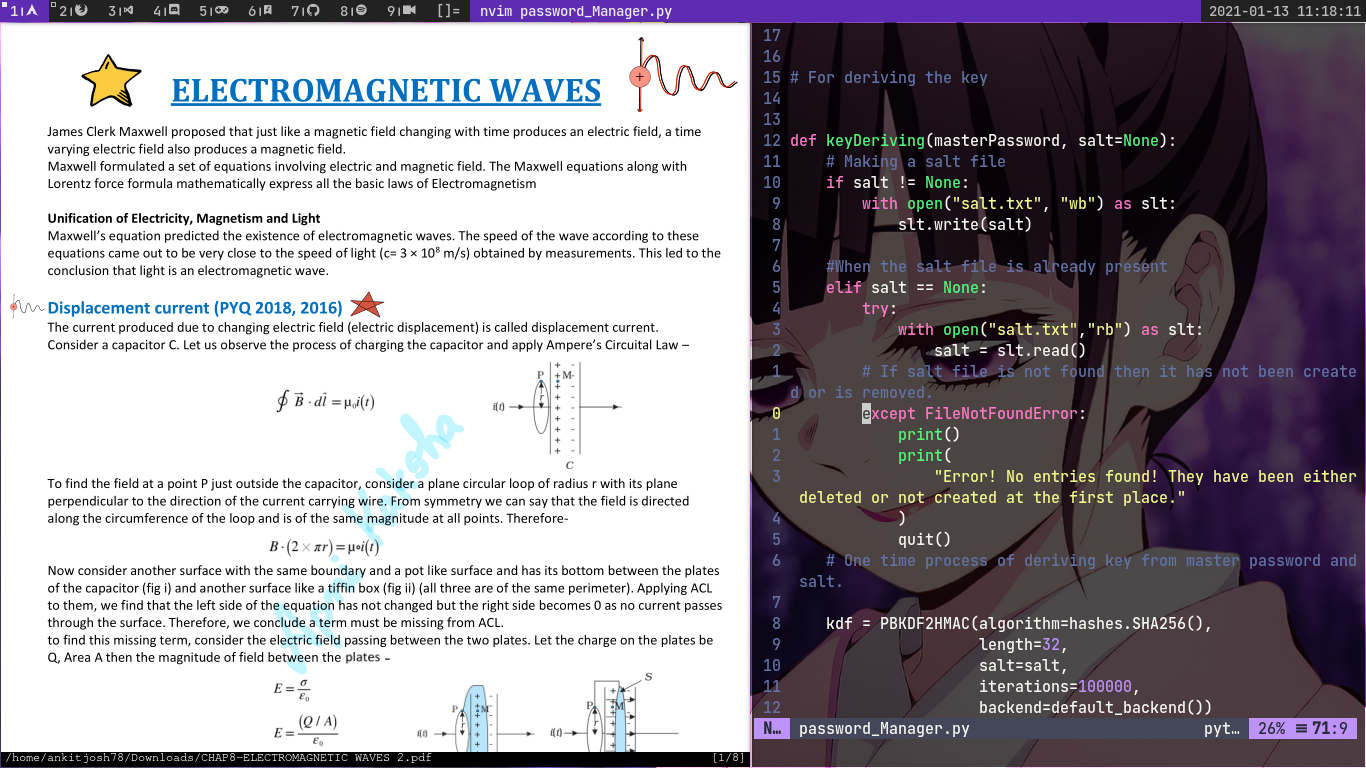 1 2 3 4 5 6 7 8 9 []= nvim password_Manager.py 2021-01-13 11:18:11
ELECTROMAGNETIC WAVES
James Clerk Maxwell proposed that just like a magnetic field changing with time produces an electric field, a time
varying electric field also produces a magnetic field.
Maxwell formulated a set of equations involving electric and magnetic field. The Maxwell equations along with
Lorentz force formula mathematically express all the basic laws of Electromagnetism
Unification of Electricity, Magnetism and Light
Maxwell's equation predicted the existence of electromagnetic waves. The speed of the wave according to these
equations came out to be very close to the speed of light (c= 3 × 10⁸ m/s) obtained by measurements. This led to the
conclusion that light is an electromagnetic wave.
Displacement current (PYQ 2018, 2016)
The current produced due to changing electric field (electric displacement) is called displacement current.
Consider a capacitor C. Let us observe the process of charging the capacitor and apply Ampere's Circuital Law –
∮ B⃗ · dl⃗ = μ₀i(t)
P M
r
i(t)
C
To find the field at a point P just outside the capacitor, consider a plane circular loop of radius r with its plane
perpendicular to the direction of the current carrying wire. From symmetry we can say that the field is directed
along the circumference of the loop and is of the same magnitude at all points. Therefore-
B·(2×πr) = μ₀i(t)
Now consider another surface with the same boundary and a pot like surface and has its bottom between the plates
of the capacitor (fig i) and another surface like a tiffin box (fig ii) (all three are of the same perimeter). Applying ACL
to them, we find that the left side of the equation has not changed but the right side becomes 0 as no current passes
through the surface. Therefore, we conclude a term must be missing from ACL.
to find this missing term, consider the electric field passing between the two plates. Let the charge on the plates be
Q, Area A then the magnitude of field between the plates -
E = σ/ε₀
E = (Q / A)/ε₀
P M
r
i(t)
S
P M
r
i(t)
/home/ankitjosh78/Downloads/CHAP8-ELECTROMAGNETIC WAVES 2.pdf [1/8]
17
16
15 # For deriving the key
14
13
12 def keyDeriving(masterPassword, salt=None):
11 # Making a salt file
10 if salt != None:
9 with open("salt.txt", "wb") as slt:
8 slt.write(salt)
7
6 #When the salt file is already present
5 elif salt == None:
4 try:
3 with open("salt.txt","rb") as slt:
2 salt = slt.read()
1 # If salt file is not found then it has not been create
d or is removed.
0 except FileNotFoundError:
1 print()
2 print(
3 "Error! No entries found! They have been either
deleted or not created at the first place."
4 )
5 quit()
6 # One time process of deriving key from master password and
salt.
7
8 kdf = PBKDF2HMAC(algorithm=hashes.SHA256(),
9 length=32,
10 salt=salt,
11 iterations=100000,
12 backend=default_backend())
N… password_Manager.py pyt… 26% 71:9